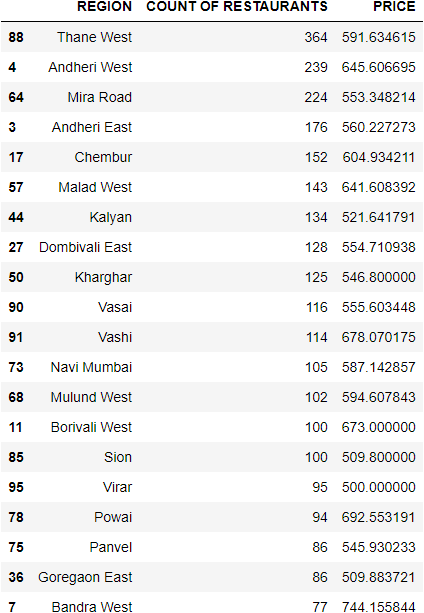 REGION COUNT OF RESTAURANTS PRICE
88 Thane West 364 591.634615
4 Andheri West 239 645.606695
64 Mira Road 224 553.348214
3 Andheri East 176 560.227273
17 Chembur 152 604.934211
57 Malad West 143 641.608392
44 Kalyan 134 521.641791
27 Dombivali East 128 554.710938
50 Kharghar 125 546.800000
90 Vasai 116 555.603448
91 Vashi 114 678.070175
73 Navi Mumbai 105 587.142857
68 Mulund West 102 594.607843
11 Borivali West 100 673.000000
85 Sion 100 509.800000
95 Virar 95 500.000000
78 Powai 94 692.553191
75 Panvel 86 545.930233
36 Goregaon East 86 509.883721
7 Bandra West 77 744.155844